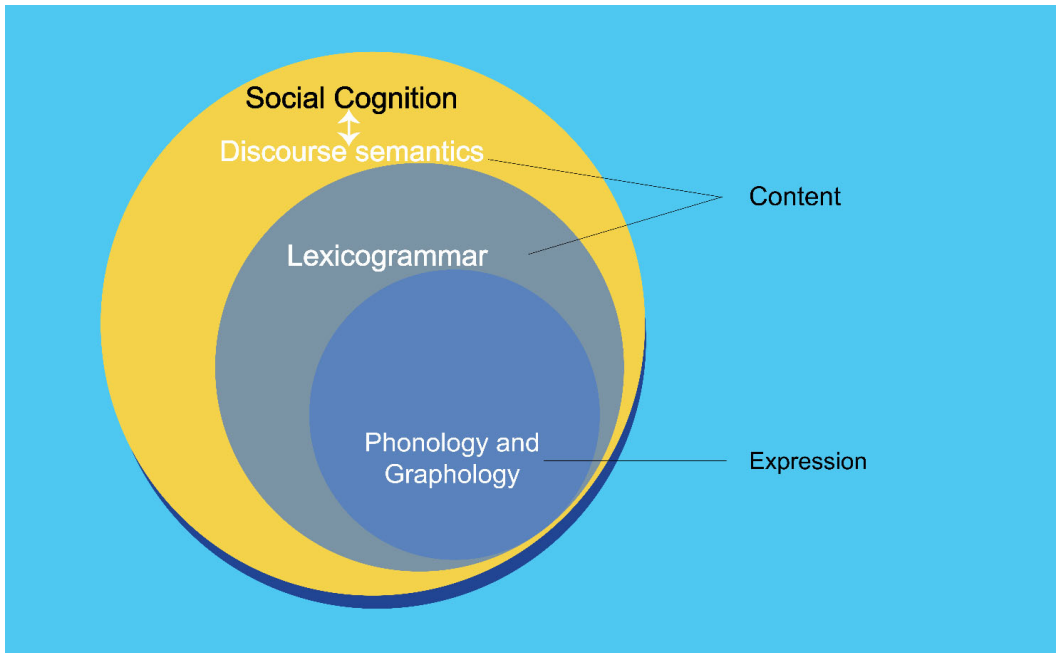 Social Cognition
Discourse semantics
Content
Lexicogrammar
Phonology and
Graphology
Expression